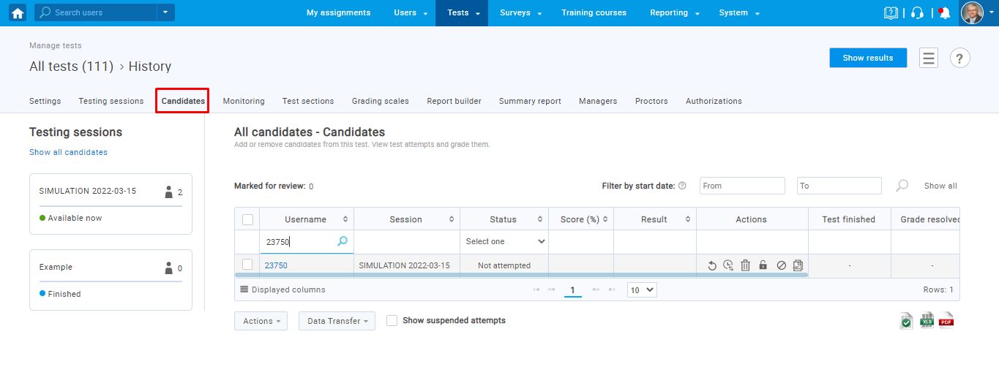 Search users
My assignments Users Tests Surveys Training courses Reporting System
Manage tests
All tests (111) > History
Show results
?
Settings Testing sessions Candidates Monitoring Test sections Grading scales Report builder Summary report Managers Proctors Authorizations
Testing sessions
Show all candidates
SIMULATION 2022-03-15 2
Available now
Example 0
Finished
All candidates - Candidates
Add or remove candidates from this test. View test attempts and grade them.
Marked for review: 0
Filter by start date: ? From To Show all
Username Session Status Score (%) Result Actions Test finished Grade resolved
23750 Select one
23750 SIMULATION 2022-03-15 Not attempted - -
Displayed columns 1 10 Rows: 1
Actions Data Transfer Show suspended attempts
XLS PDF